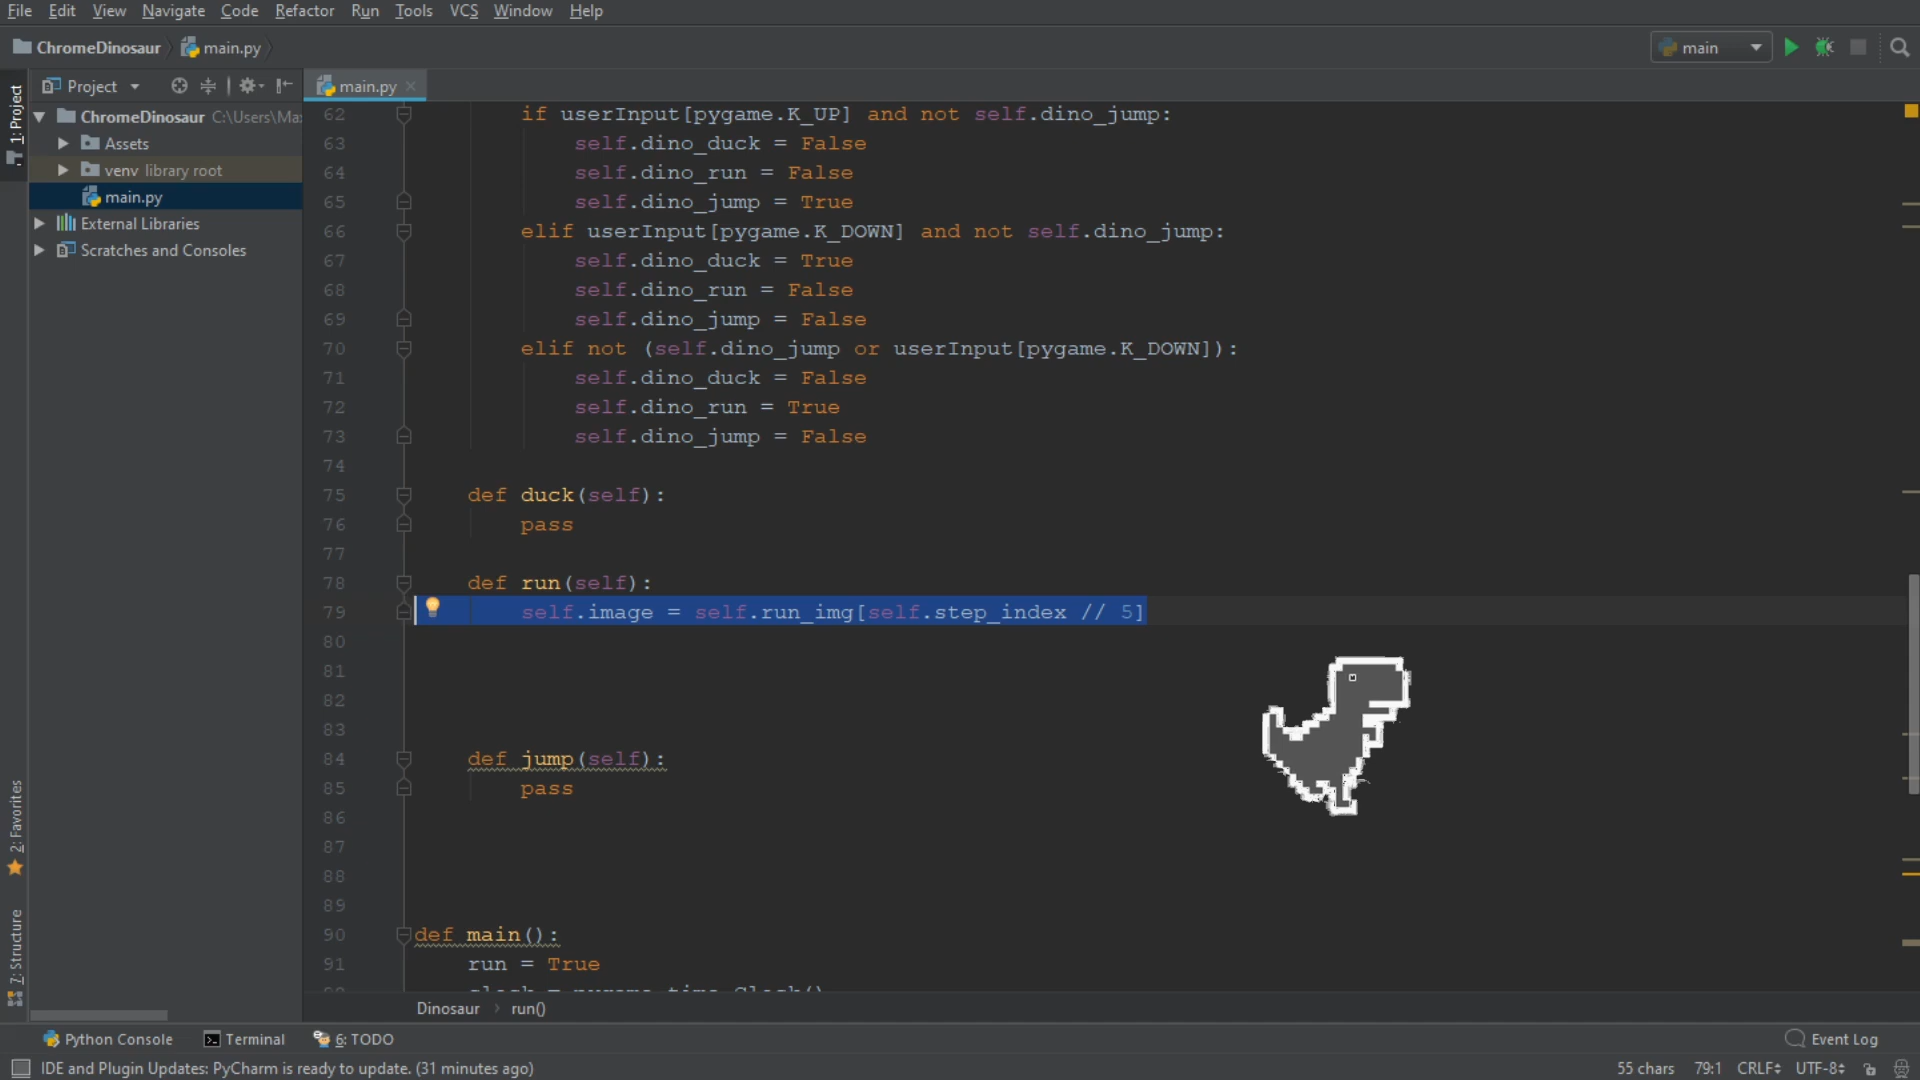 File Edit View Navigate Code Refactor Run Tools VCS Window Help
ChromeDinosaur main.py
main
1: Project
Project
main.py
ChromeDinosaur C:\Users\Ma
Assets
venv library root
main.py
External Libraries
Scratches and Consoles
62 if userInput[pygame.K_UP] and not self.dino_jump:
63 self.dino_duck = False
64 self.dino_run = False
65 self.dino_jump = True
66 elif userInput[pygame.K_DOWN] and not self.dino_jump:
67 self.dino_duck = True
68 self.dino_run = False
69 self.dino_jump = False
70 elif not (self.dino_jump or userInput[pygame.K_DOWN]):
71 self.dino_duck = False
72 self.dino_run = True
73 self.dino_jump = False
74
75 def duck(self):
76 pass
77
78 def run(self):
79 self.image = self.run_img[self.step_index // 5]
80
81
82
83
84 def jump(self):
85 pass
86
87
88
89
90 def main():
91 run = True
2: Favorites
7: Structure
Dinosaur run()
Python Console Terminal 6: TODO Event Log
IDE and Plugin Updates: PyCharm is ready to update. (31 minutes ago) 55 chars 79:1 CRLF UTF-8